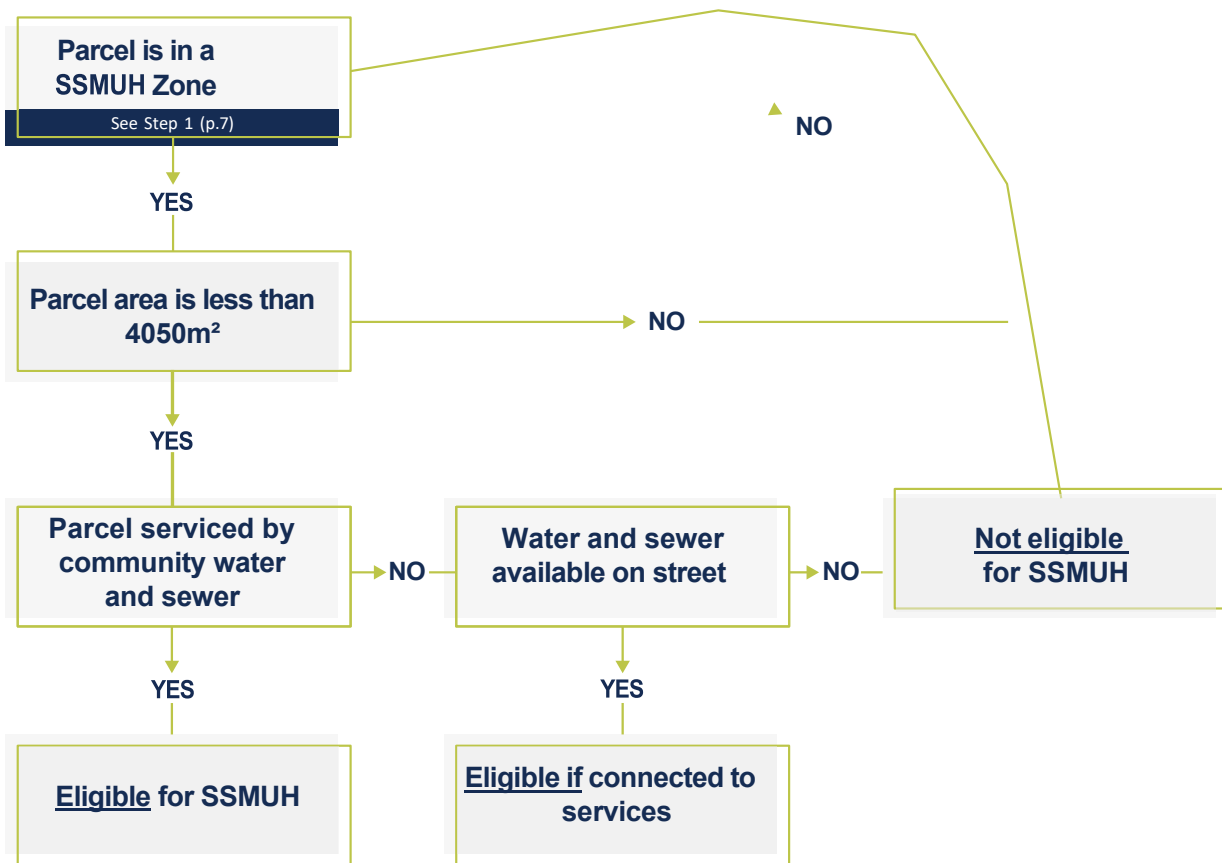 Parcel is in a
SSMUH Zone
See Step 1 (p.7)
NO
YES
Parcel area is less than
4050m²
NO
YES
Parcel serviced by
community water
and sewer
NO
Water and sewer
available on street
NO
Not eligible
for SSMUH
YES
YES
Eligible for SSMUH
Eligible if connected to
services